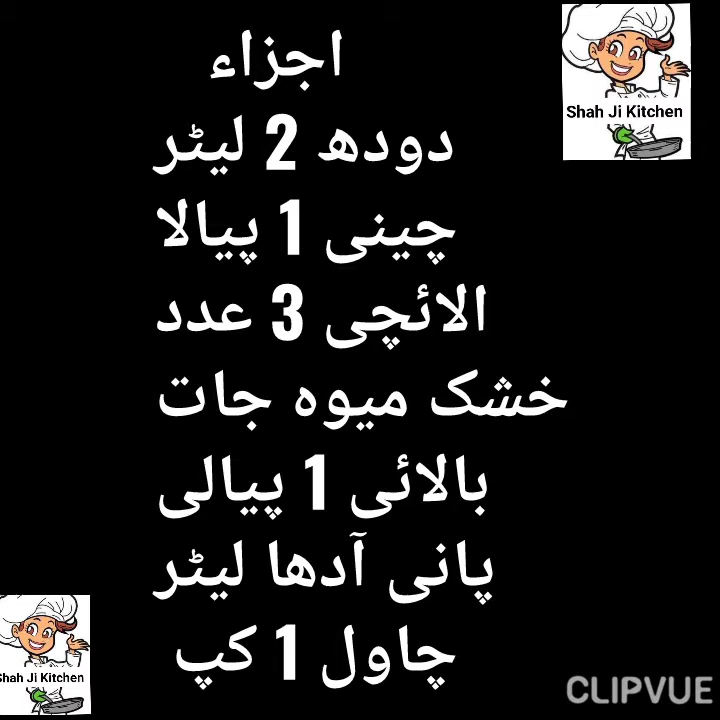 اجزاء
Shah Ji Kitchen
دودھ 2 لیٹر
چینی 1 پیالا
الائچی 3 عدد
خشک میوہ جات
بالائی 1 پیالی
پانی آدھا لیٹر
چاول 1 کپ
Shah Ji Kitchen
CLIPVUE